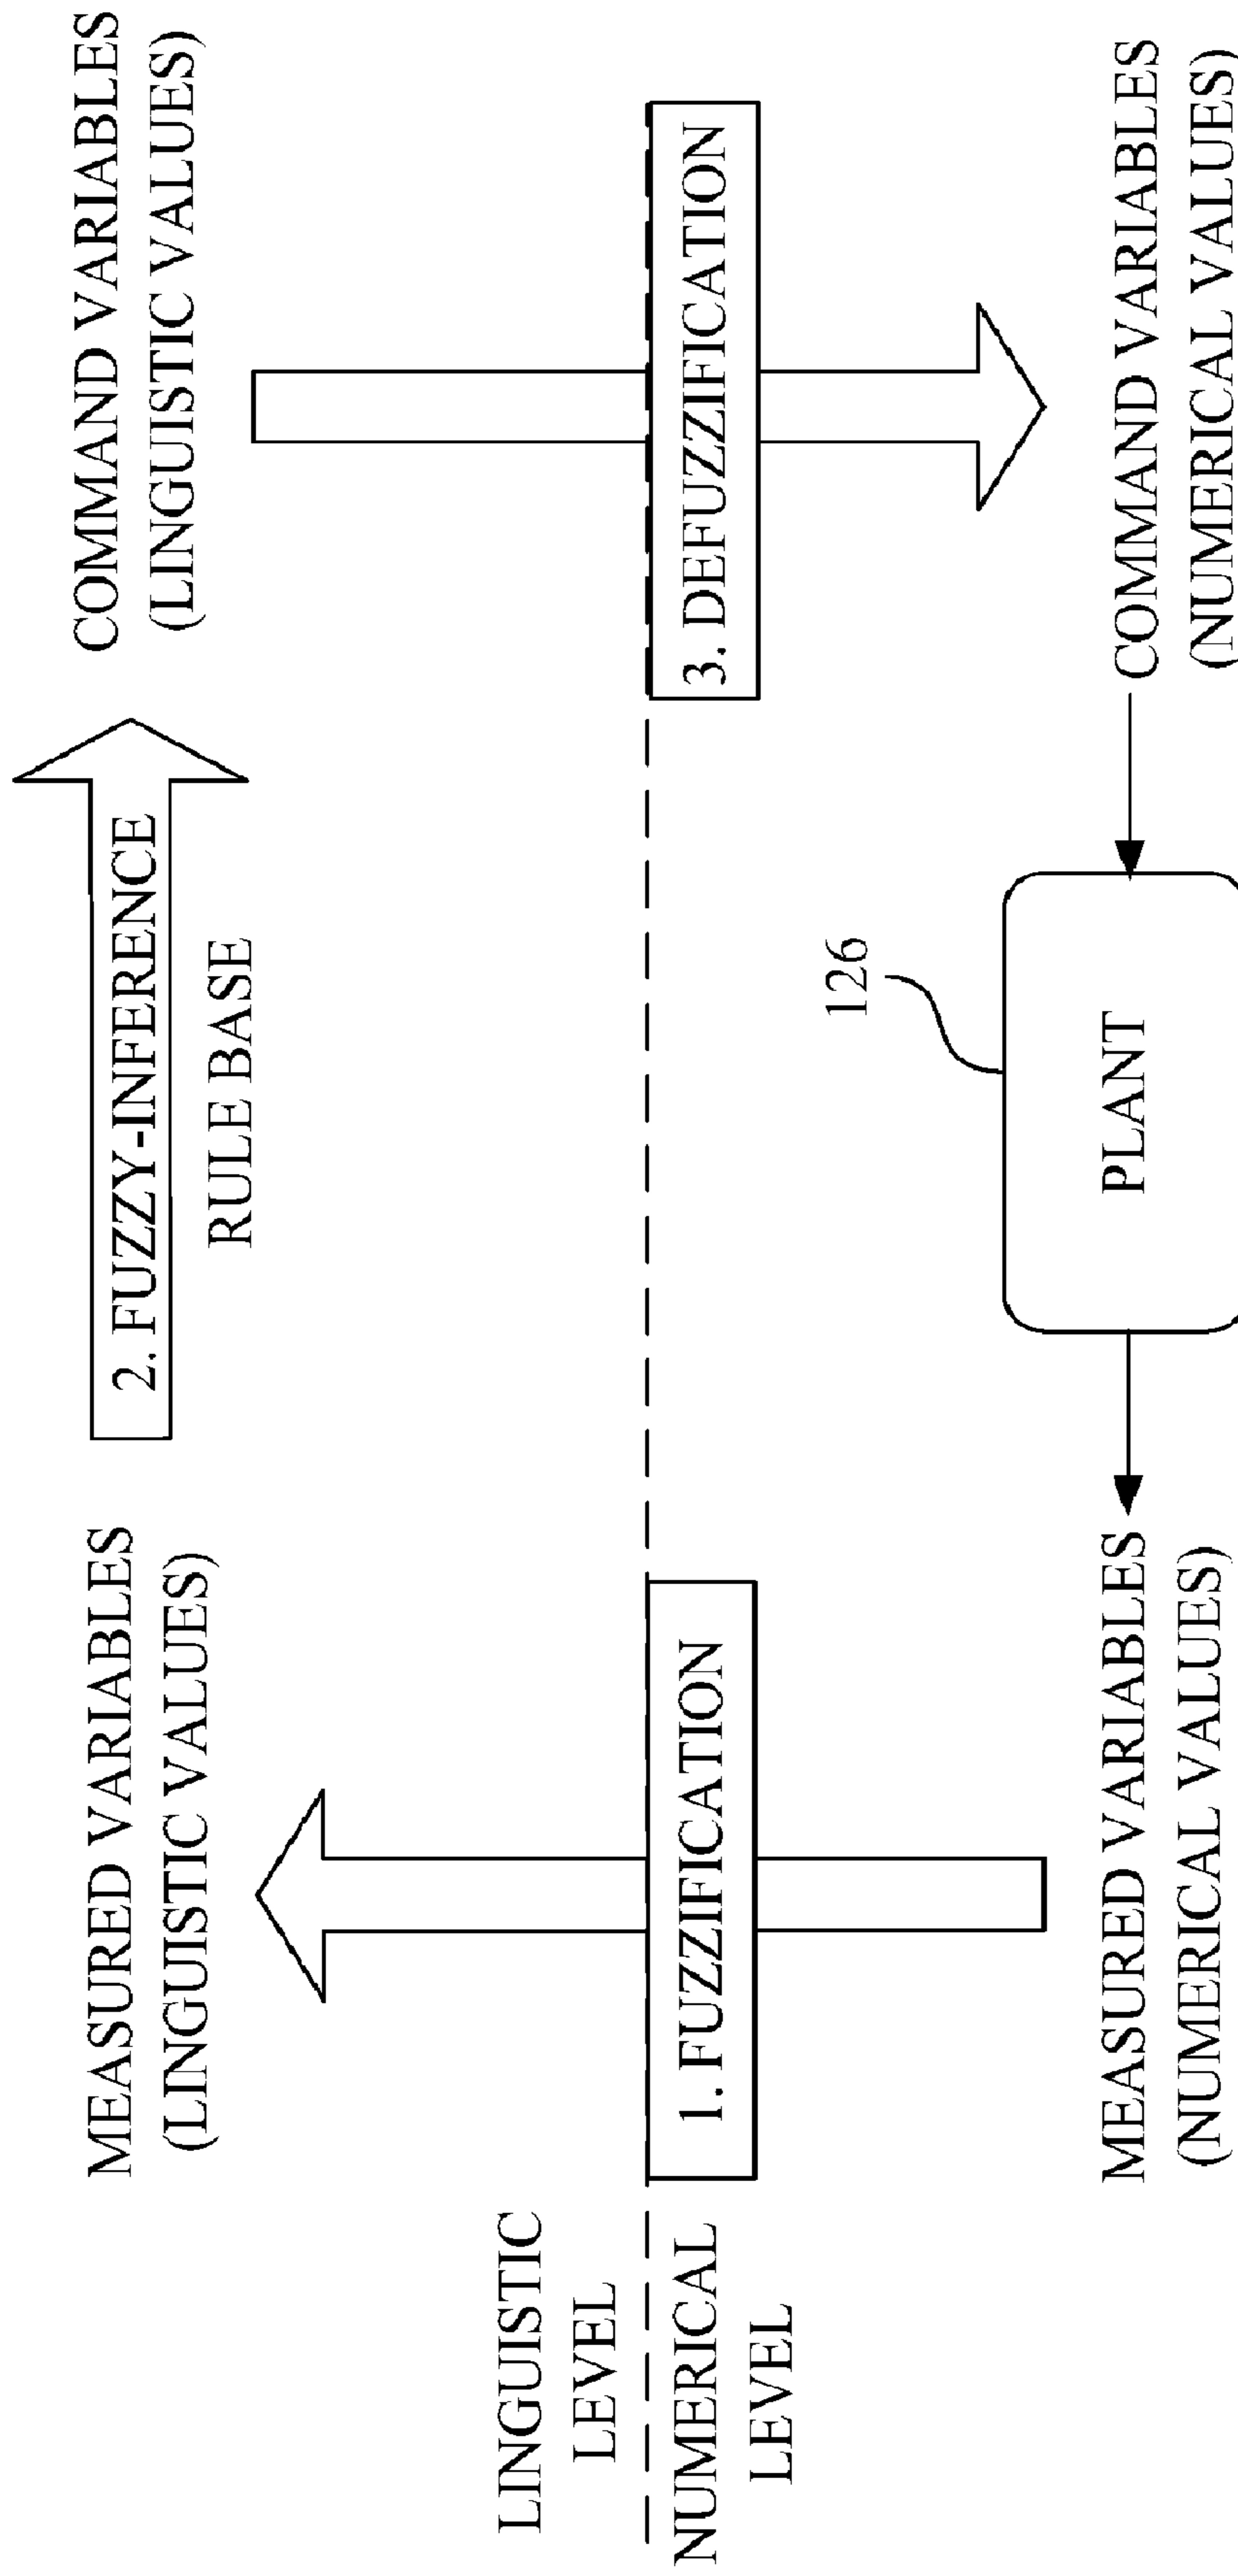 MEASURED VARIABLES
(LINGUISTIC VALUES)
2. FUZZY-INFERENCE
RULE BASE
COMMAND VARIABLES
(LINGUISTIC VALUES)
LINGUISTIC
LEVEL
NUMERICAL
LEVEL
1. FUZZIFICATION
3. DEFUZZIFICATION
126
MEASURED VARIABLES
(NUMERICAL VALUES)
PLANT
COMMAND VARIABLES
(NUMERICAL VALUES)